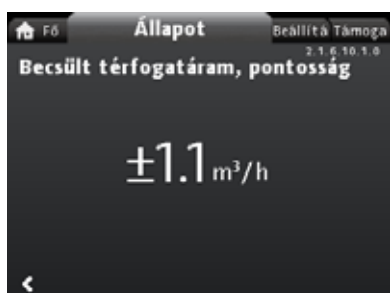 Fő Állapot Beállítá Támoga
2.1.6.10.1.0
Becsült térfogatáram, pontosság
±1.1 m³/h